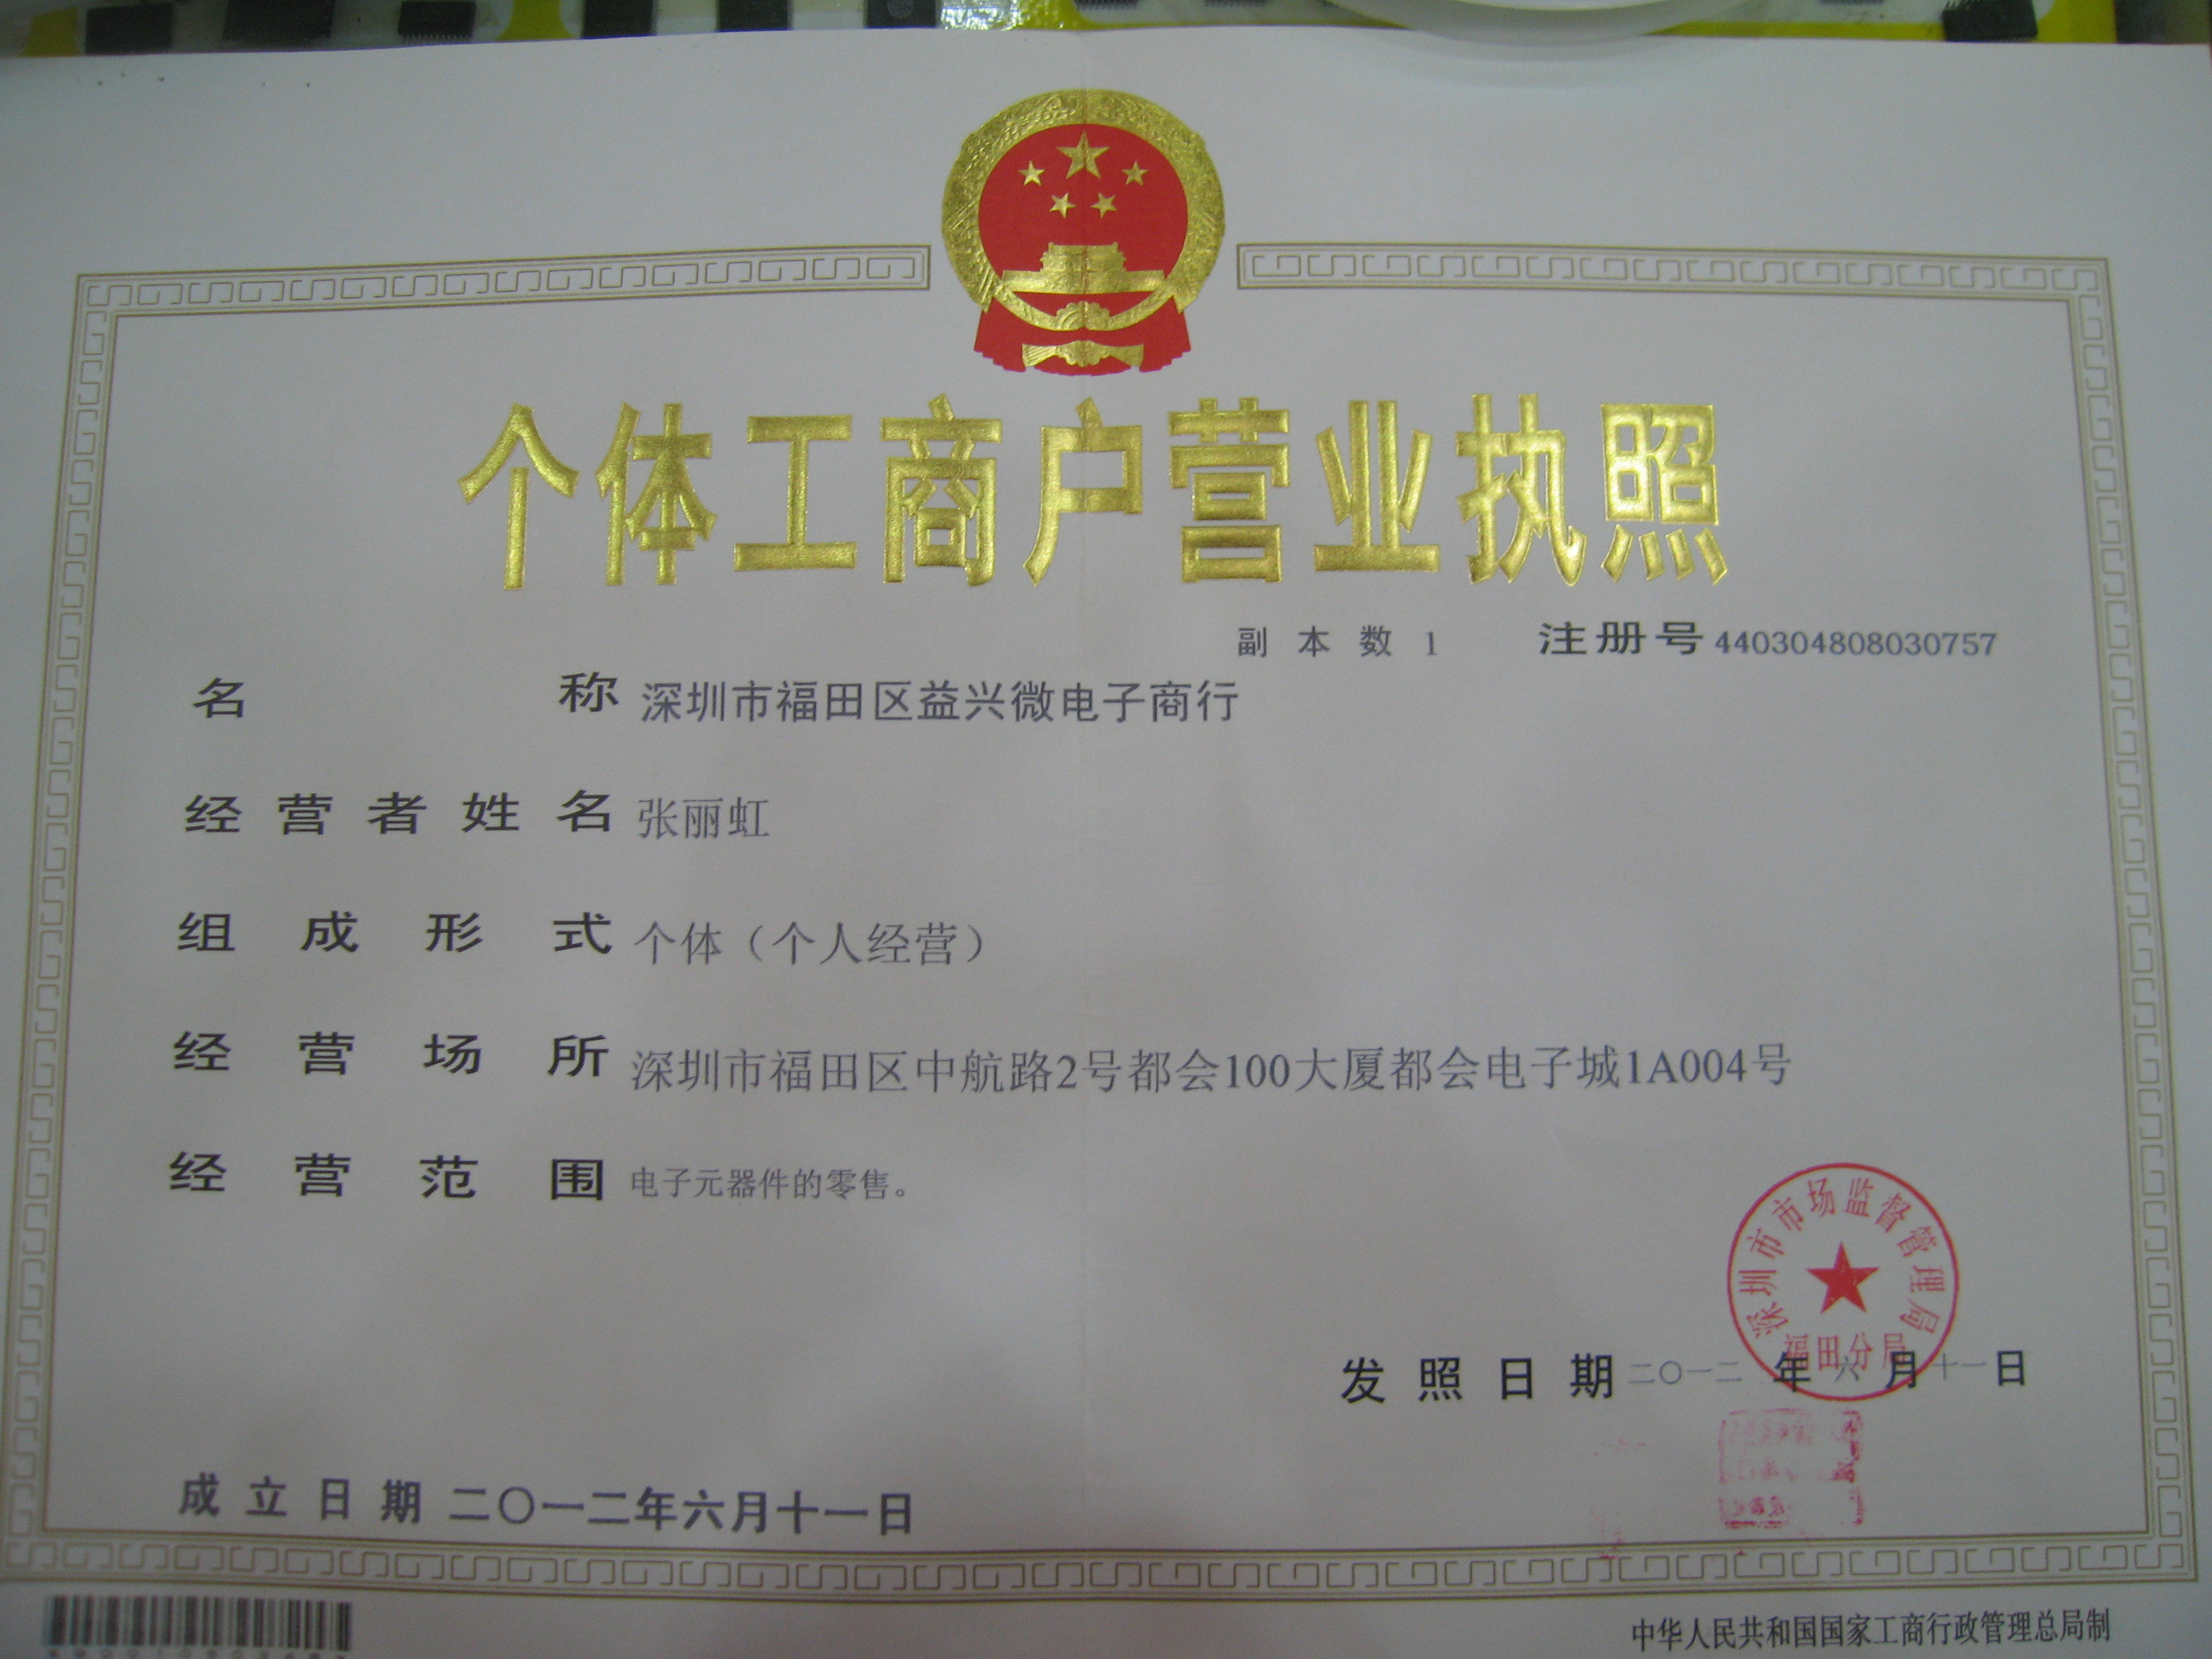 个体工商户营业执照
副本数 1 注册号 440304808030757
名称 深圳市福田区益兴微电子商行
经营者姓名 张丽虹
组成形式 个体（个人经营）
经营场所 深圳市福田区中航路2号都会100大厦都会电子城1A004号
经营范围 电子元器件的零售。
深圳市市场监督管理局
福田分局
发照日期 二〇一二年六月十一日
成立日期 二〇一二年六月十一日
中华人民共和国国家工商行政管理总局制